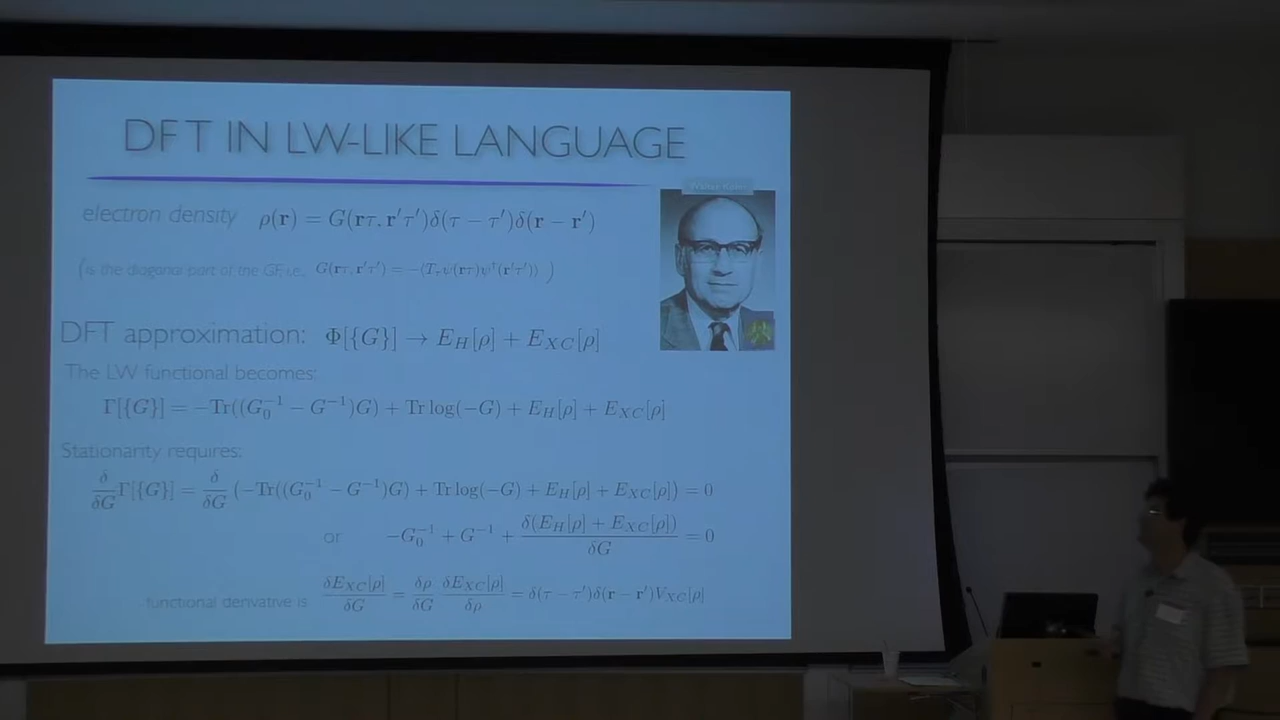 DFT IN LW-LIKE LANGUAGE
electron density ρ(r) = G(rτ, r′τ′)δ(τ − τ′)δ(r − r′)
(is the diagonal part of the GF, i.e., G(rτ, r′τ′) = −⟨T_τ ψ(rτ)ψ†(r′τ′)⟩ )
DFT approximation: Φ[{G}] → E_H[ρ] + E_XC[ρ]
The LW functional becomes:
Γ[{G}] = −Tr((G_0^−1 − G^−1)G) + Tr log(−G) + E_H[ρ] + E_XC[ρ]
Stationarity requires:
δ/δG Γ[{G}] = δ/δG (−Tr((G_0^−1 − G^−1)G) + Tr log(−G) + E_H[ρ] + E_XC[ρ]) = 0
or −G_0^−1 + G^−1 + δ(E_H[ρ] + E_XC[ρ])/δG = 0
functional derivative is δE_XC[ρ]/δG = δρ/δG δE_XC[ρ]/δρ = δ(τ − τ′)δ(r − r′)V_XC[ρ]